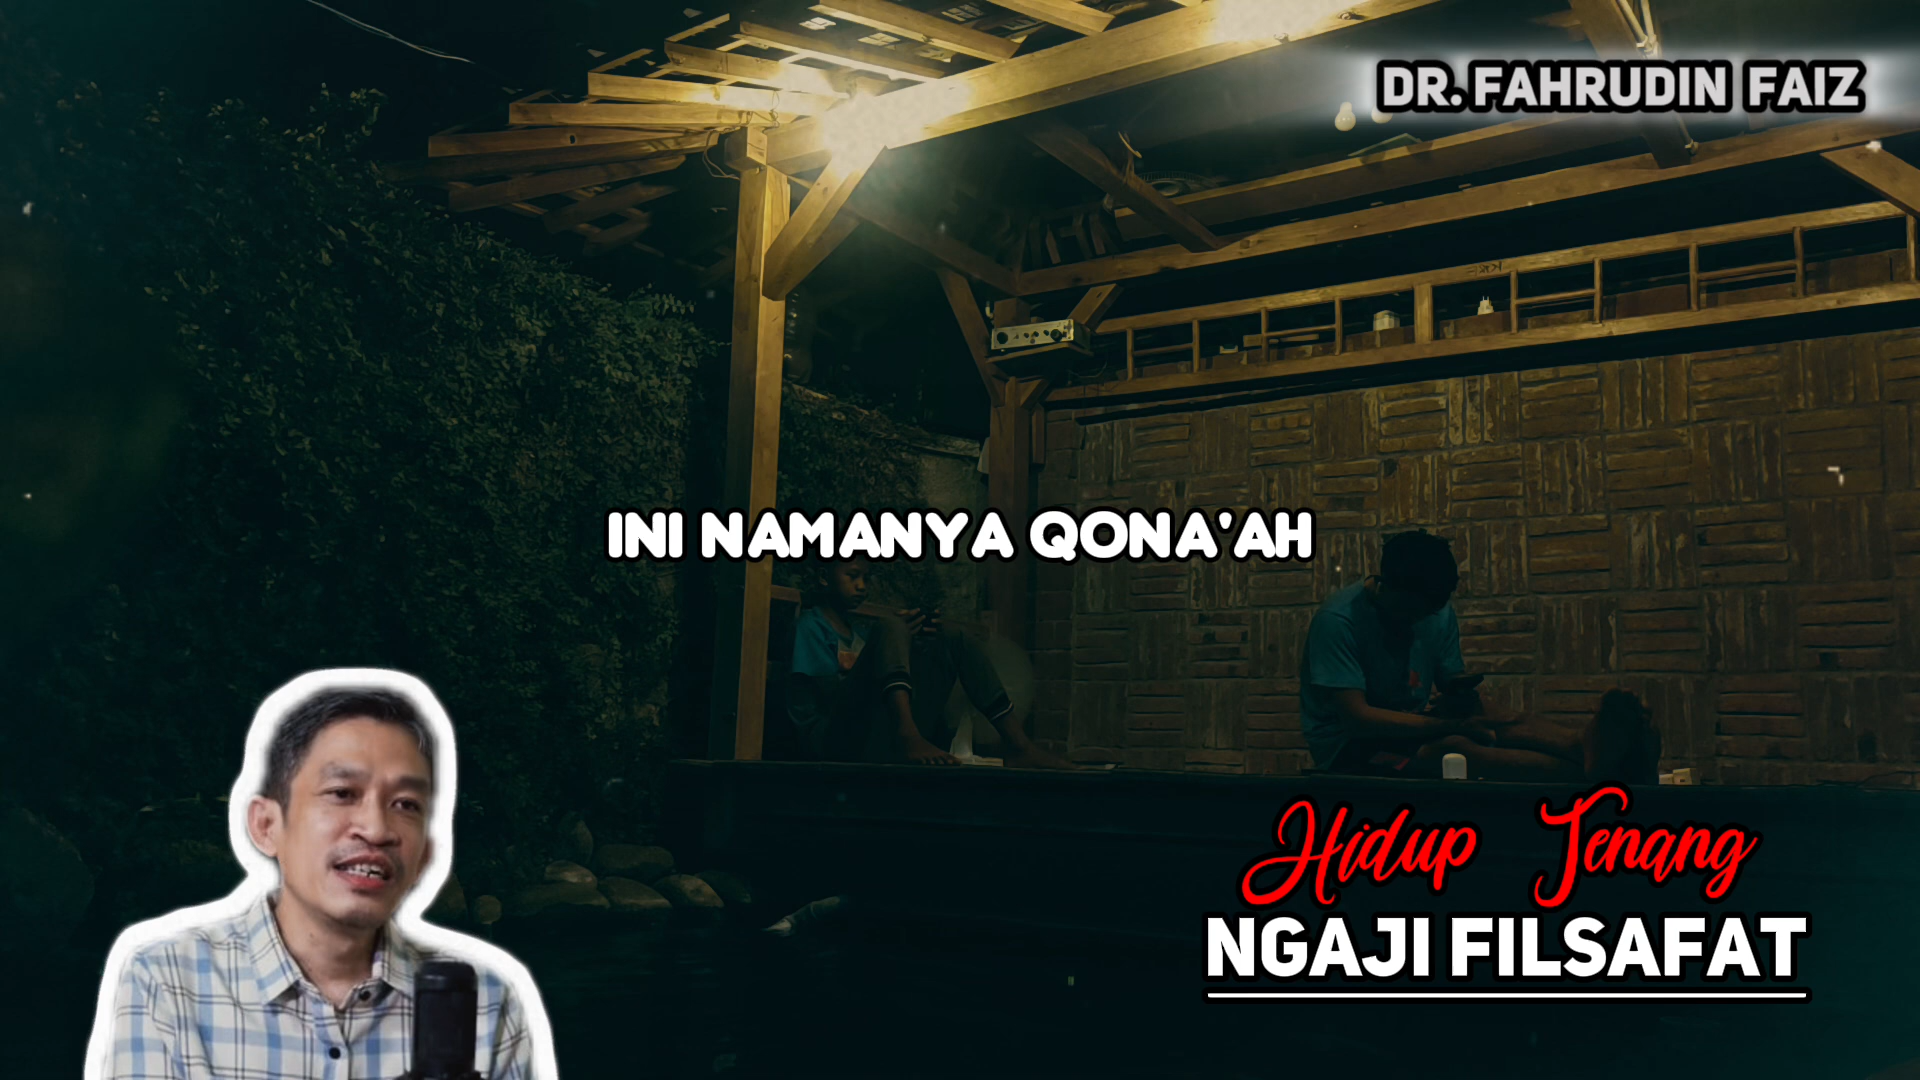 DR. FAHRUDIN FAIZ
INI NAMANYA QONA'AH
Hidup Tenang
NGAJI FILSAFAT